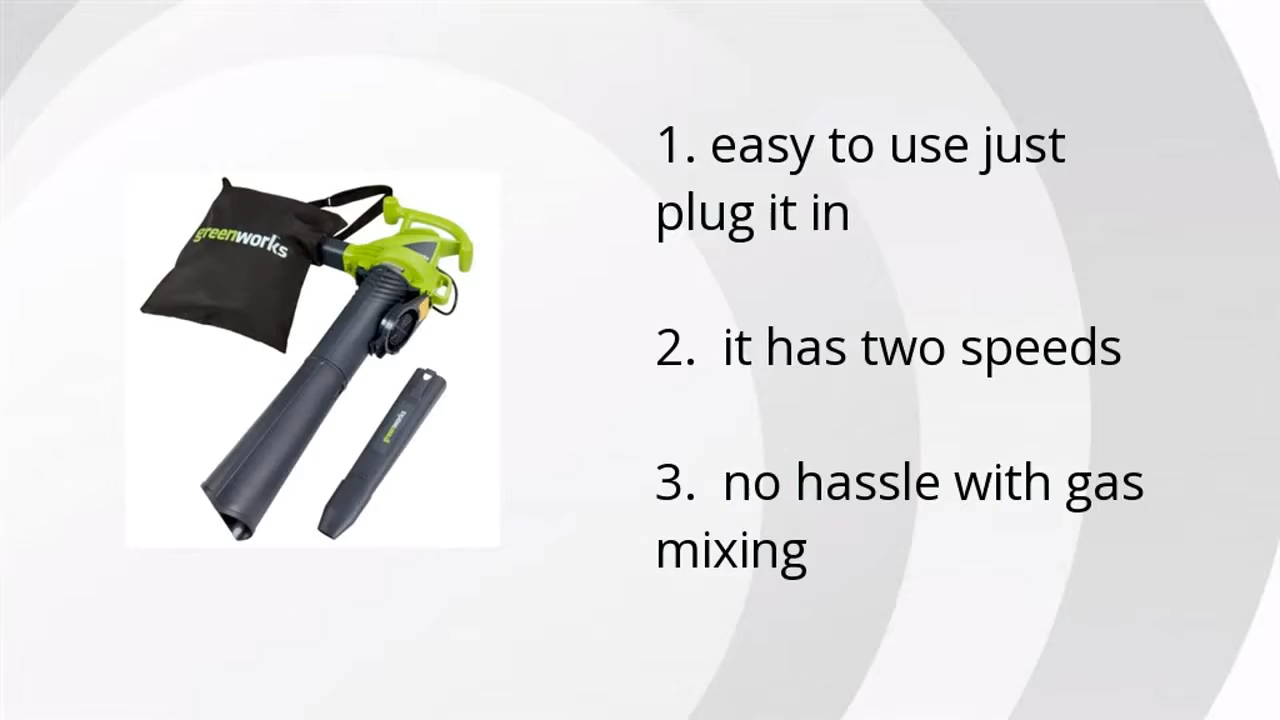 greenworks
greenworks
1. easy to use just
plug it in
2.  it has two speeds
3.  no hassle with gas
mixing